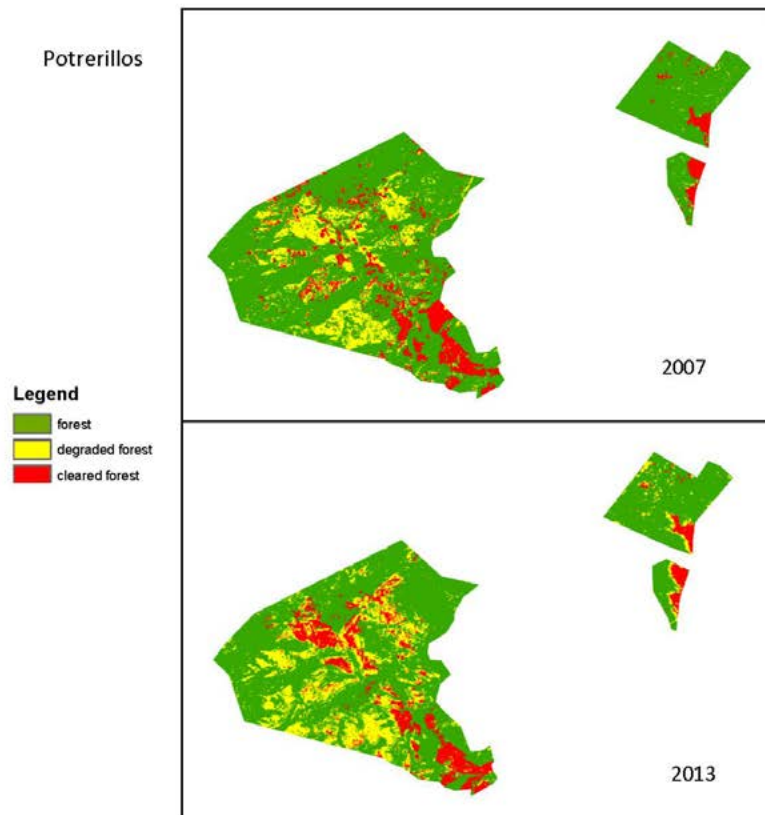 Potrerillos
2007
Legend
forest
degraded forest
cleared forest
2013